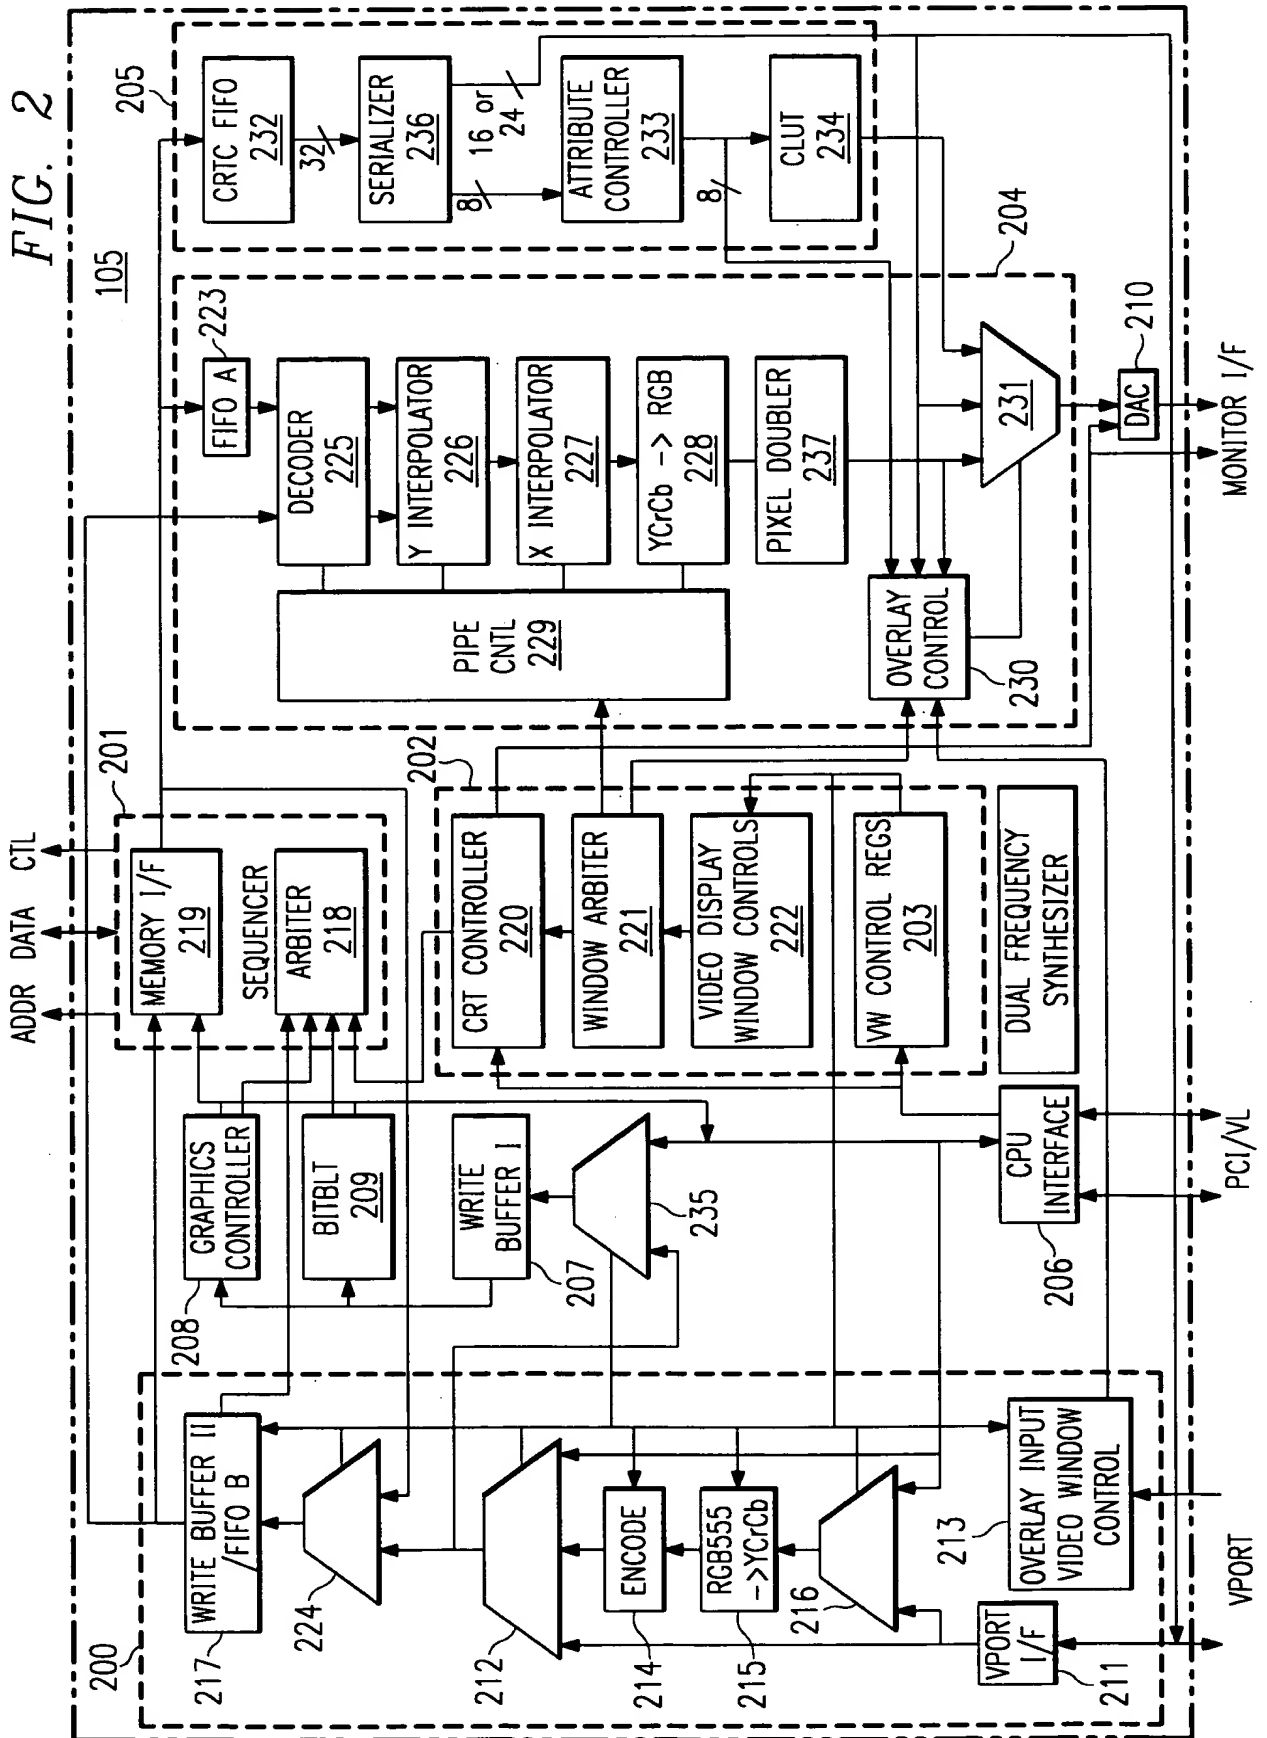 FIG. 2
105
ADDR DATA CTL
200
WRITE BUFFER II
/FIFO B
217
224
212
ENCODE
214
RGB555
->YCrCb
215
216
OVERLAY INPUT
VIDEO WINDOW
CONTROL
213
VPORT
I/F
211
VPORT
GRAPHICS
CONTROLLER
208
BITBLT
209
WRITE
BUFFER I
207
235
CPU
INTERFACE
206
PCI/VL
201
MEMORY I/F
219
SEQUENCER
ARBITER
218
202
CRT CONTROLLER
220
WINDOW ARBITER
221
VIDEO DISPLAY
WINDOW CONTROLS
222
VW CONTROL REGS
203
DUAL FREQUENCY
SYNTHESIZER
FIFO A
223
DECODER
225
Y INTERPOLATOR
226
X INTERPOLATOR
227
YCrCb -> RGB
228
PIXEL DOUBLER
237
PIPE
CNTL
229
OVERLAY
CONTROL
230
231
204
DAC
210
MONITOR I/F
205
CRTC FIFO
232
32
SERIALIZER
236
8
16 or
24
ATTRIBUTE
CONTROLLER
233
8
CLUT
234